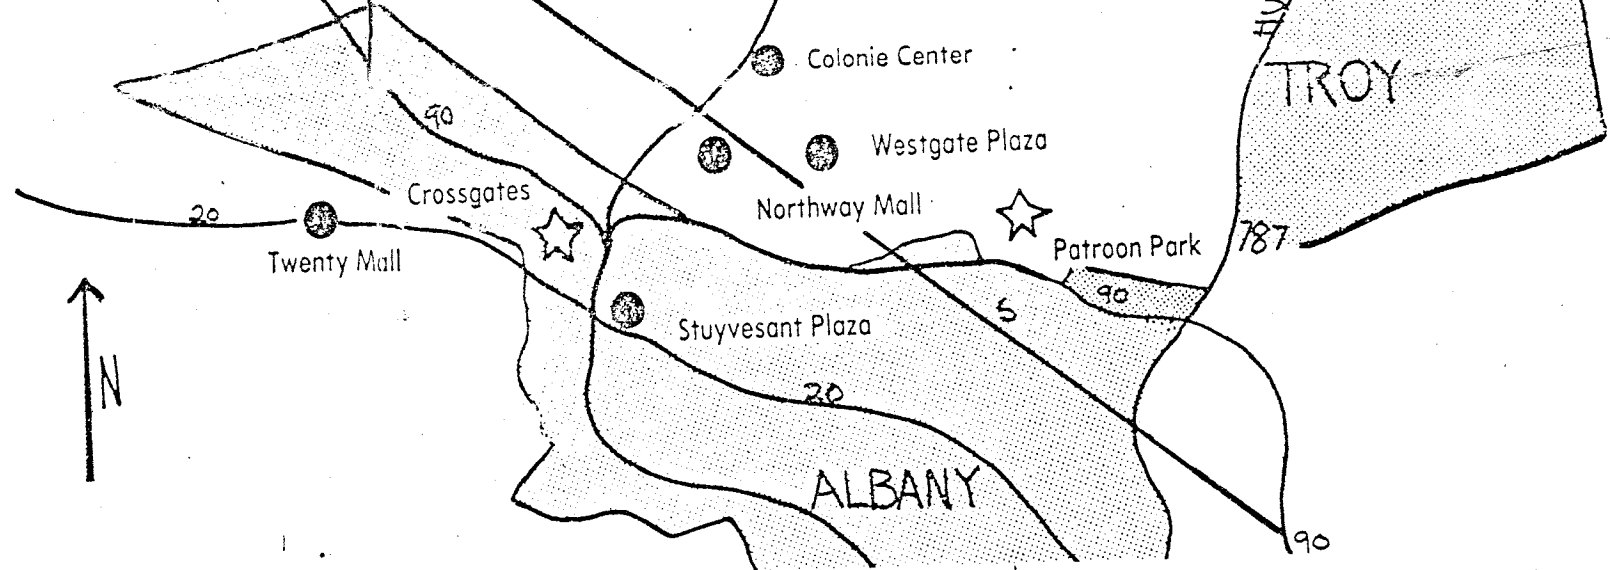 Colonie Center
TROY
90
Westgate Plaza
Crossgates
20
Northway Mall
787
Patroon Park
Twenty Mall
90
5
Stuyvesant Plaza
N
20
ALBANY
90